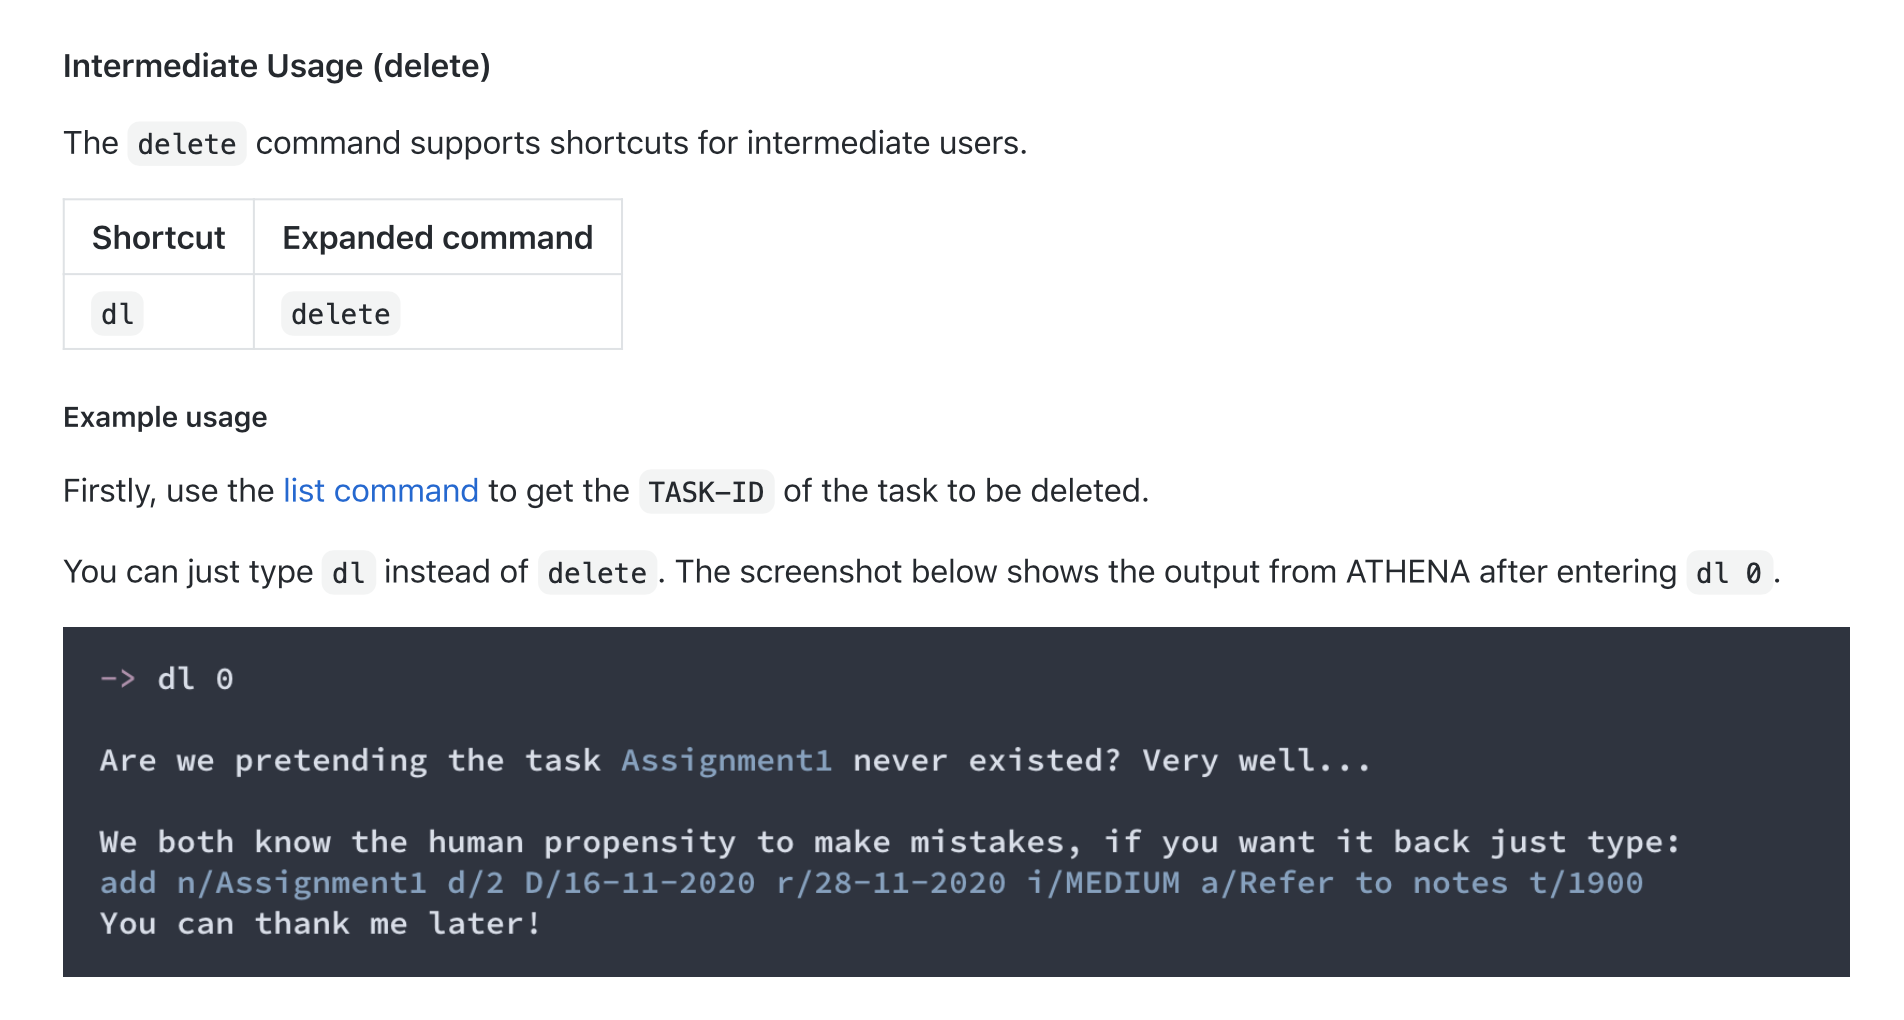 Intermediate Usage (delete)
The delete command supports shortcuts for intermediate users.
Shortcut Expanded command
dl delete
Example usage
Firstly, use the list command to get the TASK-ID of the task to be deleted.
You can just type dl instead of delete. The screenshot below shows the output from ATHENA after entering dl 0.
-> dl 0
Are we pretending the task Assignment1 never existed? Very well...
We both know the human propensity to make mistakes, if you want it back just type:
add n/Assignment1 d/2 D/16-11-2020 r/28-11-2020 i/MEDIUM a/Refer to notes t/1900
You can thank me later!